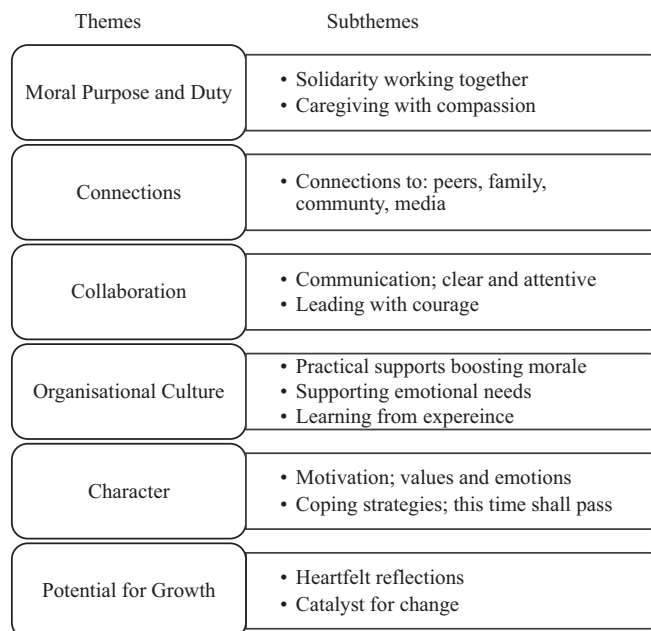 Themes Subthemes
Moral Purpose and Duty
• Solidarity working together
• Caregiving with compassion
Connections
• Connections to: peers, family,
communty, media
Collaboration
• Communication; clear and attentive
• Leading with courage
Organisational Culture
• Practical supports boosting morale
• Supporting emotional needs
• Learning from expereince
Character
• Motivation; values and emotions
• Coping strategies; this time shall pass
Potential for Growth
• Heartfelt reflections
• Catalyst for change